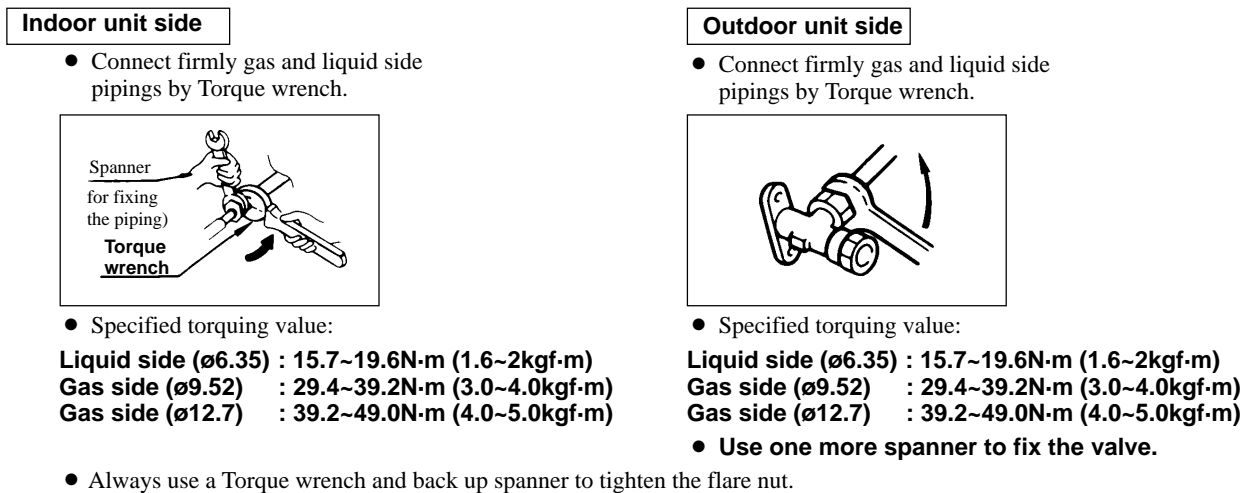 Indoor unit side
● Connect firmly gas and liquid side
pipings by Torque wrench.
Spanner
for fixing
the piping)
Torque
wrench
● Specified torquing value:
Liquid side (ø6.35) : 15.7~19.6N·m (1.6~2kgf·m)
Gas side (ø9.52) : 29.4~39.2N·m (3.0~4.0kgf·m)
Gas side (ø12.7) : 39.2~49.0N·m (4.0~5.0kgf·m)
Outdoor unit side
● Connect firmly gas and liquid side
pipings by Torque wrench.
● Specified torquing value:
Liquid side (ø6.35) : 15.7~19.6N·m (1.6~2kgf·m)
Gas side (ø9.52) : 29.4~39.2N·m (3.0~4.0kgf·m)
Gas side (ø12.7) : 39.2~49.0N·m (4.0~5.0kgf·m)
● Use one more spanner to fix the valve.
● Always use a Torque wrench and back up spanner to tighten the flare nut.